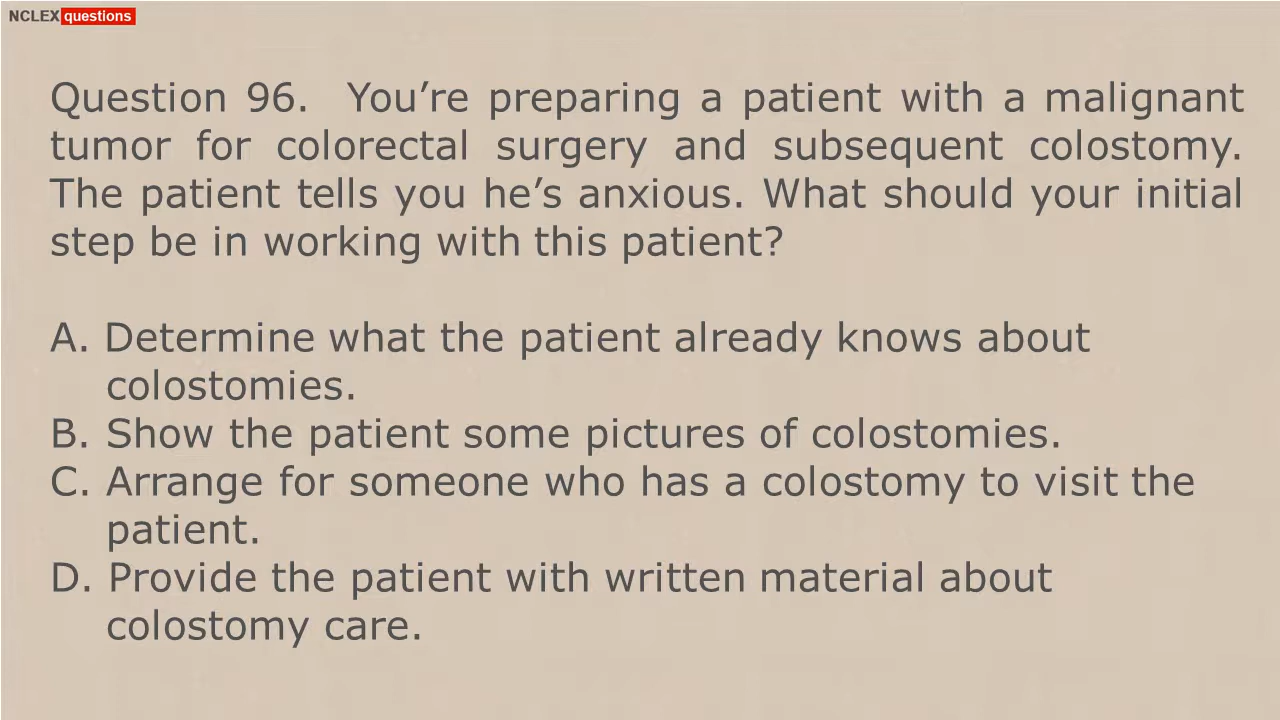 NCLEX questions
Question 96. You’re preparing a patient with a malignant
tumor for colorectal surgery and subsequent colostomy.
The patient tells you he’s anxious. What should your initial
step be in working with this patient?
A. Determine what the patient already knows about
colostomies.
B. Show the patient some pictures of colostomies.
C. Arrange for someone who has a colostomy to visit the
patient.
D. Provide the patient with written material about
colostomy care.